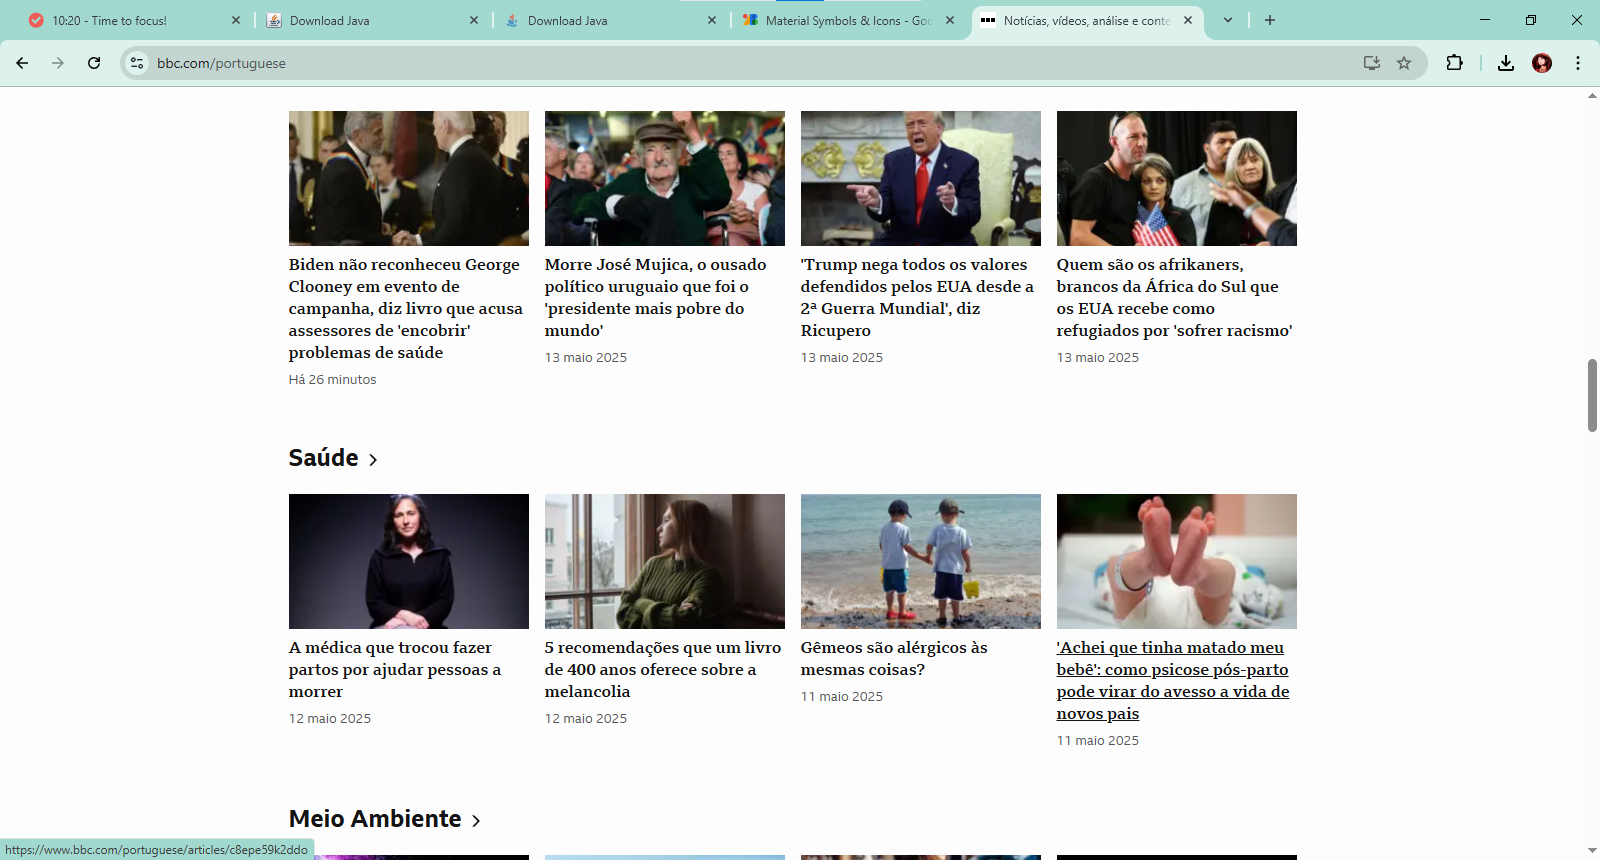 10:20 - Time to focus!
Download Java
Download Java
Material Symbols & Icons - Goo
Notícias, vídeos, análise e conte
bbc.com/portuguese
Biden não reconheceu George
Clooney em evento de
campanha, diz livro que acusa
assessores de 'encobrir'
problemas de saúde
Há 26 minutos
Morre José Mujica, o ousado
político uruguaio que foi o
'presidente mais pobre do
mundo'
13 maio 2025
'Trump nega todos os valores
defendidos pelos EUA desde a
2ª Guerra Mundial', diz
Ricupero
13 maio 2025
Quem são os afrikaners,
brancos da África do Sul que
os EUA recebe como
refugiados por 'sofrer racismo'
13 maio 2025
Saúde
A médica que trocou fazer
partos por ajudar pessoas a
morrer
12 maio 2025
5 recomendações que um livro
de 400 anos oferece sobre a
melancolia
12 maio 2025
Gêmeos são alérgicos às
mesmas coisas?
11 maio 2025
'Achei que tinha matado meu
bebê': como psicose pós-parto
pode virar do avesso a vida de
novos pais
11 maio 2025
Meio Ambiente
https://www.bbc.com/portuguese/articles/c8epe59k2ddo